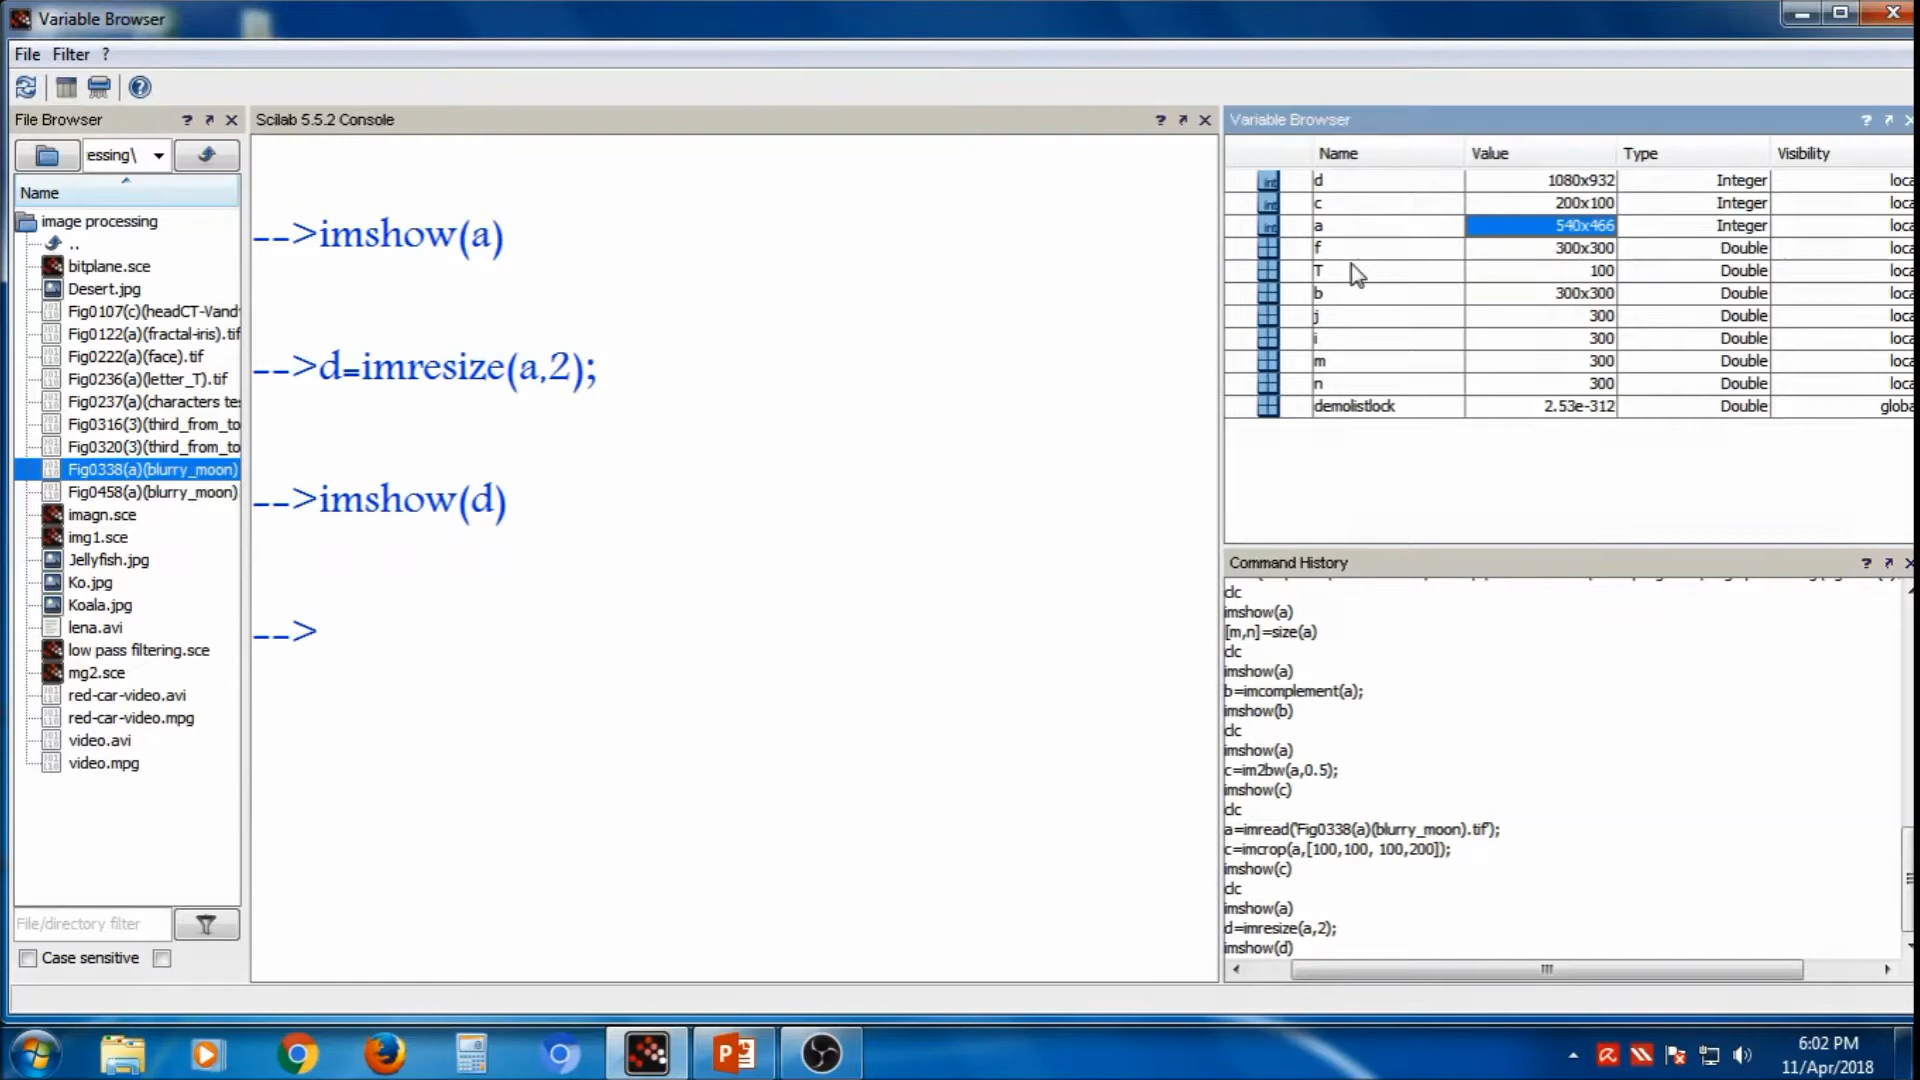 Variable Browser
File Filter ?
File Browser ? ×
essing\
Name
image processing
..
bitplane.sce
Desert.jpg
Fig0107(c)(headCT-Vand
Fig0122(a)(fractal-iris).tif
Fig0222(a)(face).tif
Fig0236(a)(letter_T).tif
Fig0237(a)(characters te
Fig0316(3)(third_from_to
Fig0320(3)(third_from_to
Fig0338(a)(blurry_moon)
Fig0458(a)(blurry_moon)
imagn.sce
img1.sce
Jellyfish.jpg
Ko.jpg
Koala.jpg
lena.avi
low pass filtering.sce
mg2.sce
red-car-video.avi
red-car-video.mpg
video.avi
video.mpg
File/directory filter
Case sensitive
Scilab 5.5.2 Console ? ×
-->imshow(a)
-->d=imresize(a,2);
-->imshow(d)
-->
Variable Browser ? ×
Name Value Type Visibility
d 1080x932 Integer loca
c 200x100 Integer loca
a 540x466 Integer loca
f 300x300 Double loca
T 100 Double loca
b 300x300 Double loca
j 300 Double loca
i 300 Double loca
m 300 Double loca
n 300 Double loca
demolistlock 2.53e-312 Double globa
Command History ? ×
clc
imshow(a)
[m,n]=size(a)
clc
imshow(a)
b=imcomplement(a);
imshow(b)
clc
imshow(a)
c=im2bw(a,0.5);
imshow(c)
clc
a=imread('Fig0338(a)(blurry_moon).tif');
c=imcrop(a,[100,100, 100,200]);
imshow(c)
clc
imshow(a)
d=imresize(a,2);
imshow(d)
6:02 PM
11/Apr/2018